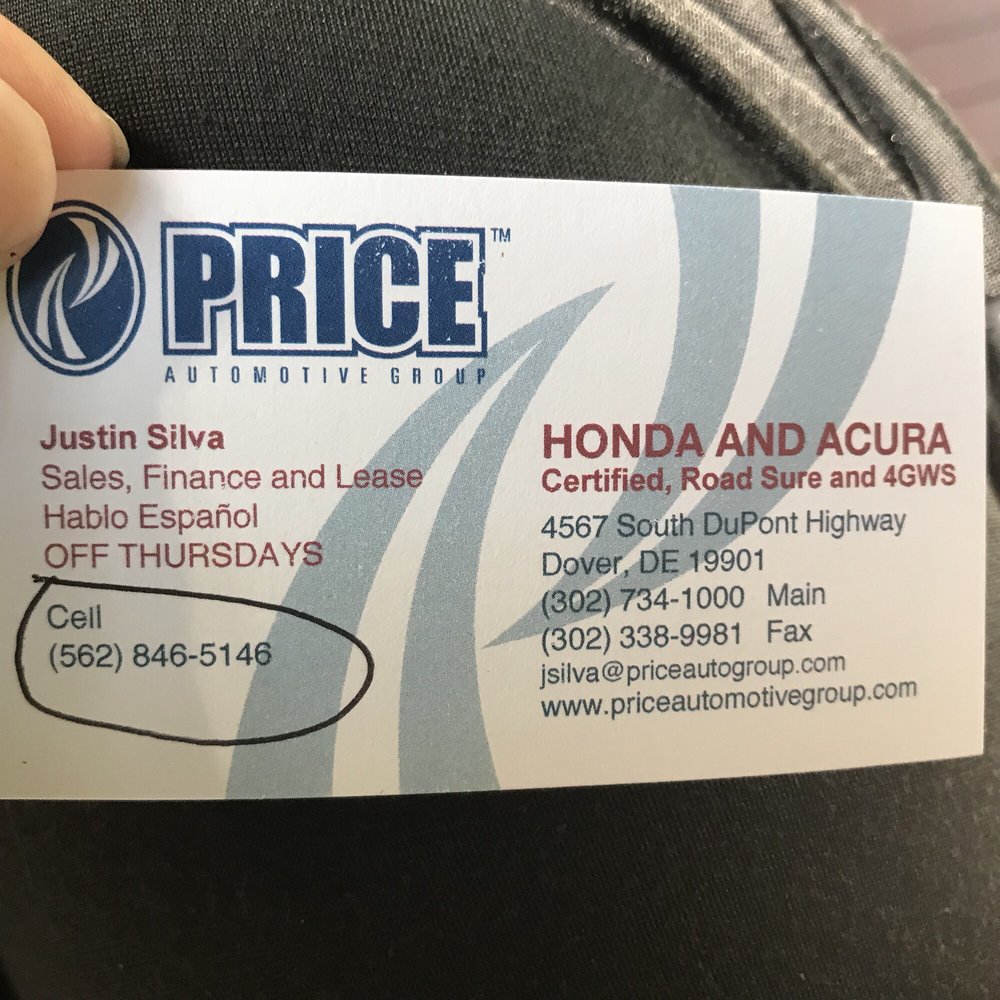 PRICE™
AUTOMOTIVE GROUP
Justin Silva
Sales, Finance and Lease
Hablo Español
OFF THURSDAYS
Cell
(562) 846-5146
HONDA AND ACURA
Certified, Road Sure and 4GWS
4567 South DuPont Highway
Dover, DE 19901
(302) 734-1000 Main
(302) 338-9981 Fax
jsilva@priceautogroup.com
www.priceautomotivegroup.com